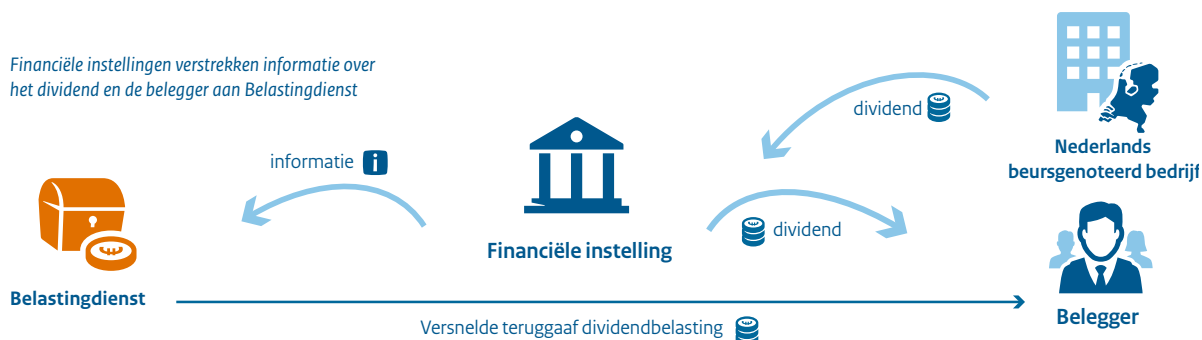 Financiële instellingen verstrekken informatie over
het dividend en de belegger aan Belastingdienst
dividend
Nederlands
beursgenoteerd bedrijf
informatie i
dividend
Financiële instelling
Belastingdienst
Versnelde teruggaaf dividendbelasting
Belegger